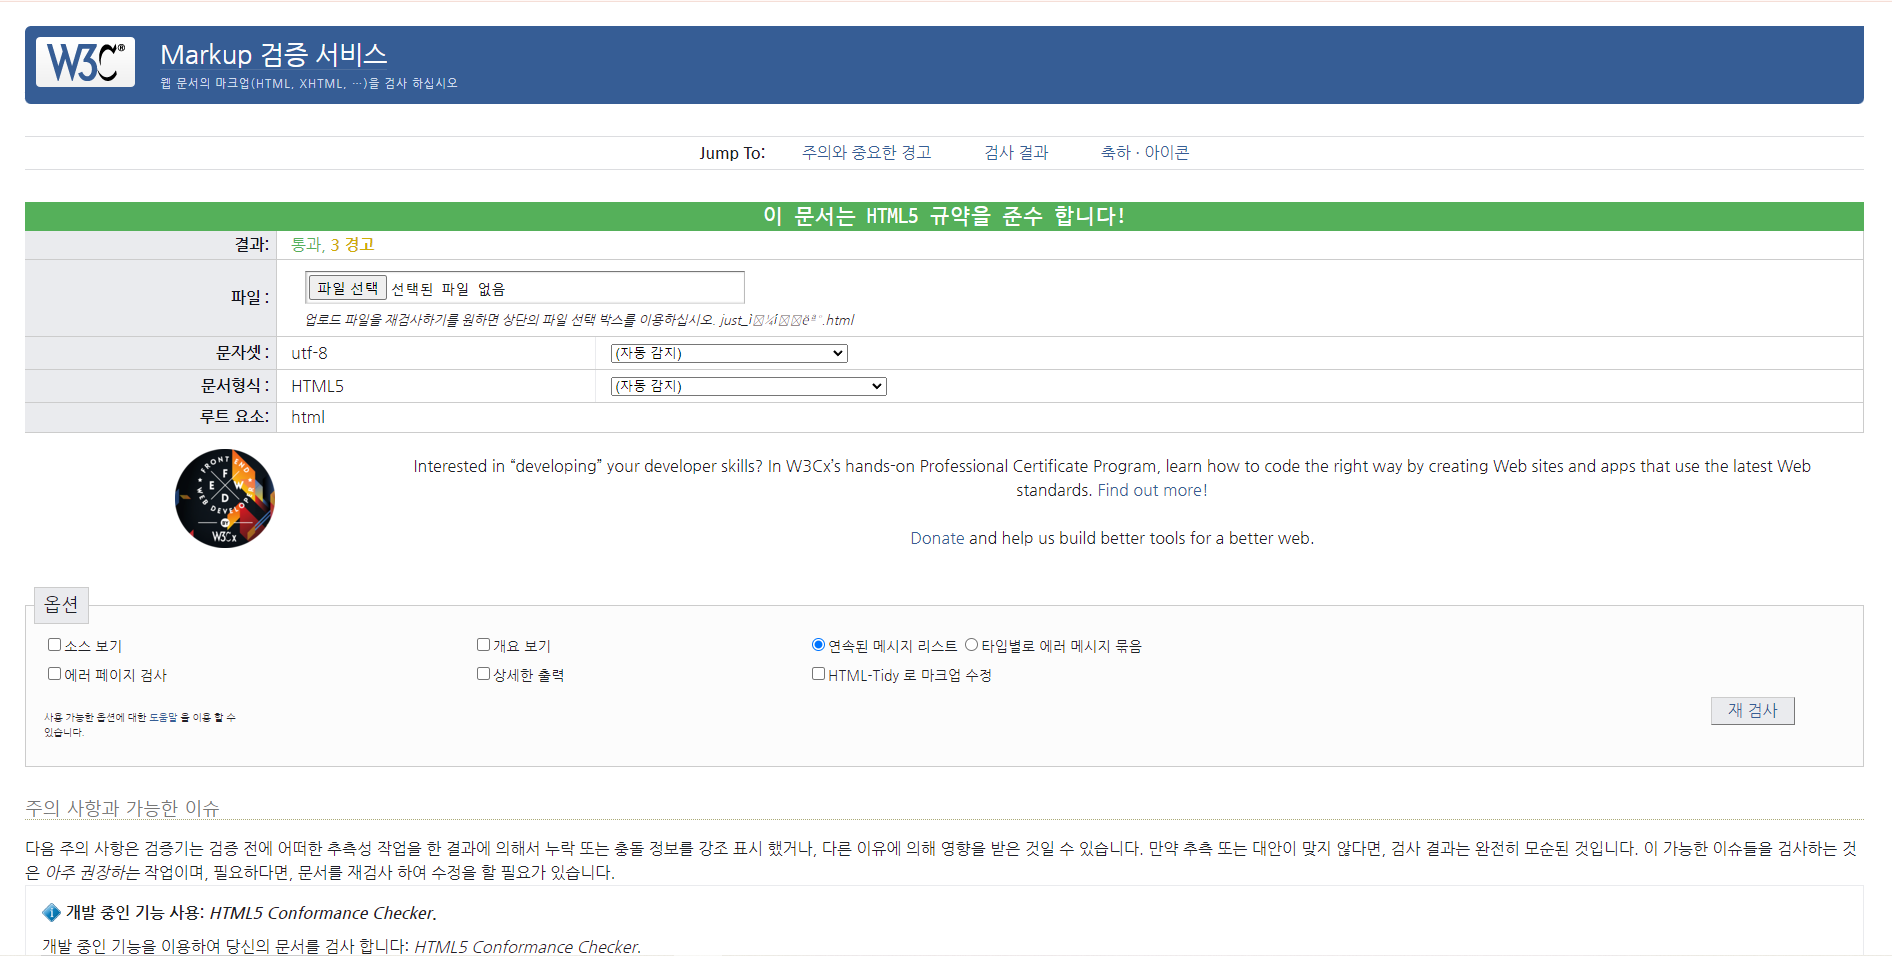 W3C®
Markup 검증 서비스
웹 문서의 마크업(HTML, XHTML, …)을 검사 하십시오
Jump To: 주의와 중요한 경고 검사 결과 축하 · 아이콘
이 문서는 HTML5 규약을 준수 합니다!
결과: 통과, 3 경고
파일 : 파일 선택 선택된 파일 없음
업로드 파일을 재검사하기를 원하면 상단의 파일 선택 박스를 이용하십시오. just_ .html
문자셋 : utf-8 (자동 감지)
문서형식 : HTML5 (자동 감지)
루트 요소: html
FRONT END
F E W D
WEB DEVELOPER
W3Cx
Interested in “developing” your developer skills? In W3Cx’s hands-on Professional Certificate Program, learn how to code the right way by creating Web sites and apps that use the latest Web
standards. Find out more!
Donate and help us build better tools for a better web.
옵션
소스 보기 개요 보기 연속된 메시지 리스트 타입별로 에러 메시지 묶음
에러 페이지 검사 상세한 출력 HTML-Tidy 로 마크업 수정
사용 가능한 옵션에 대한 도움말 을 이용 할 수
있습니다.
재 검사
주의 사항과 가능한 이슈
다음 주의 사항은 검증기는 검증 전에 어떠한 추측성 작업을 한 결과에 의해서 누락 또는 충돌 정보를 강조 표시 했거나, 다른 이유에 의해 영향을 받은 것일 수 있습니다. 만약 추측 또는 대안이 맞지 않다면, 검사 결과는 완전히 모순된 것입니다. 이 가능한 이슈들을 검사하는 것
은 아주 권장하는 작업이며, 필요하다면, 문서를 재검사 하여 수정을 할 필요가 있습니다.
개발 중인 기능 사용: HTML5 Conformance Checker.
개발 중인 기능을 이용하여 당신의 문서를 검사 합니다: HTML5 Conformance Checker.